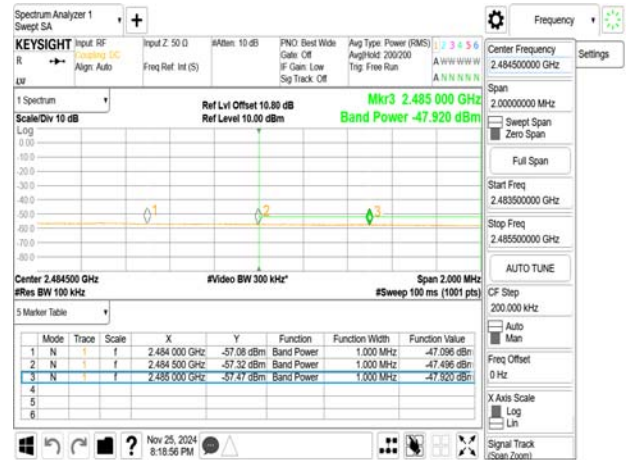 Spectrum Analyzer 1
Swept SA
+
Frequency
KEYSIGHT Input: RF Input Z: 50 Ω #Atten: 10 dB PNO: Best Wide Avg Type: Power (RMS) 1 2 3 4 5 6
R Coupling: DC Gate: Off Avg|Hold: 200/200
Align: Auto Freq Ref: Int (S) IF Gain: Low Trig: Free Run A W W W W W
Sig Track: Off A N N N N N
LXI
Center Frequency
2.484500000 GHz
Settings
Span
2.00000000 MHz
Swept Span
Zero Span
Full Span
Start Freq
2.483500000 GHz
Stop Freq
2.485500000 GHz
AUTO TUNE
CF Step
200.000 kHz
Auto
Man
Freq Offset
0 Hz
X Axis Scale
Log
Lin
Signal Track
(Span Zoom)
1 Spectrum
Ref Lvl Offset 10.80 dB Mkr3 2.485 000 GHz
Scale/Div 10 dB Ref Level 10.00 dBm Band Power -47.920 dBm
Log
0.00
-10.0
-20.0
-30.0
-40.0
-50.0
-60.0
-70.0
-80.0
1 2 3
Center 2.484500 GHz #Video BW 300 kHz* Span 2.000 MHz
#Res BW 100 kHz #Sweep 100 ms (1001 pts)
5 Marker Table
Mode Trace Scale X Y Function Function Width Function Value
1 N 1 f 2.484 000 GHz -57.08 dBm Band Power 1.000 MHz -47.096 dBm
2 N 1 f 2.484 500 GHz -57.32 dBm Band Power 1.000 MHz -47.496 dBm
3 N 1 f 2.485 000 GHz -57.47 dBm Band Power 1.000 MHz -47.920 dBm
4
5
6
? Nov 25, 2024
8:18:56 PM